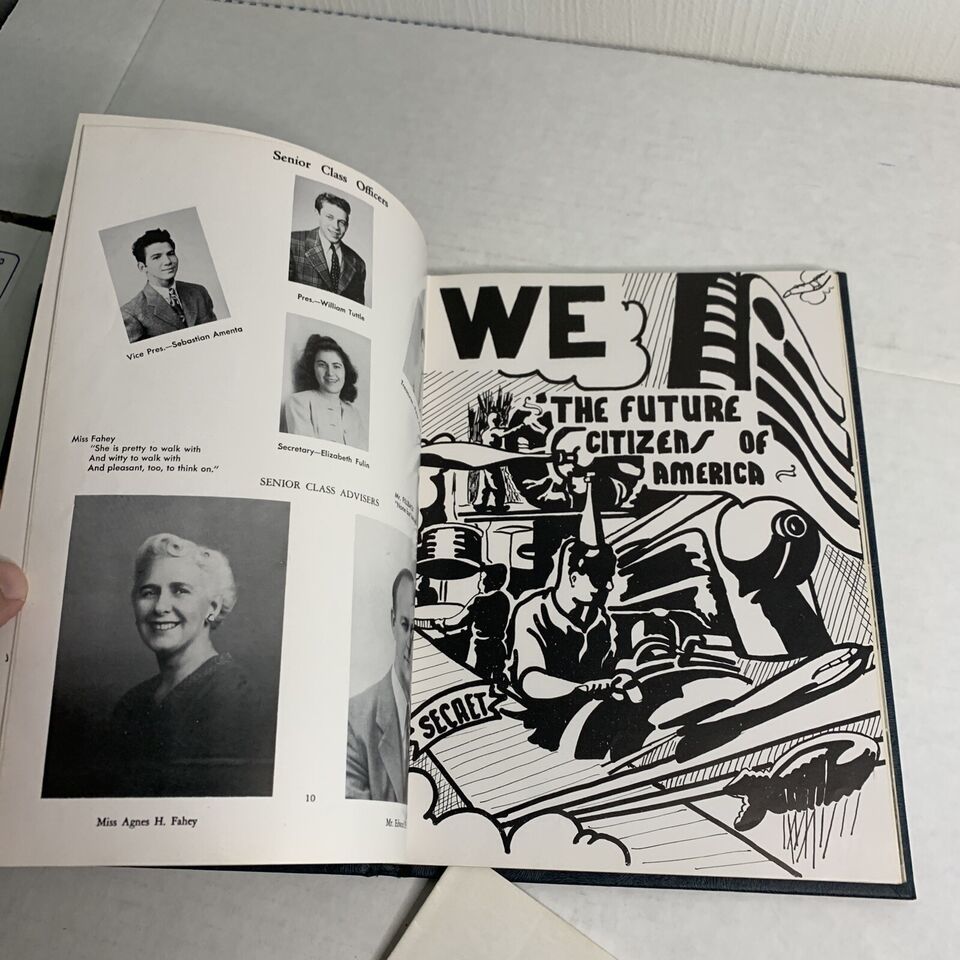 Senior Class Officers
Pres.—William Tuttle
Vice Pres.—Sebastian Amenta
Secretary—Elizabeth Fulin
Miss Fahey
"She is pretty to walk with
And witty to walk with
And pleasant, too, to think on."
SENIOR CLASS ADVISERS
Miss Agnes H. Fahey
10
WE
THE FUTURE
CITIZENS OF
AMERICA
SECRET